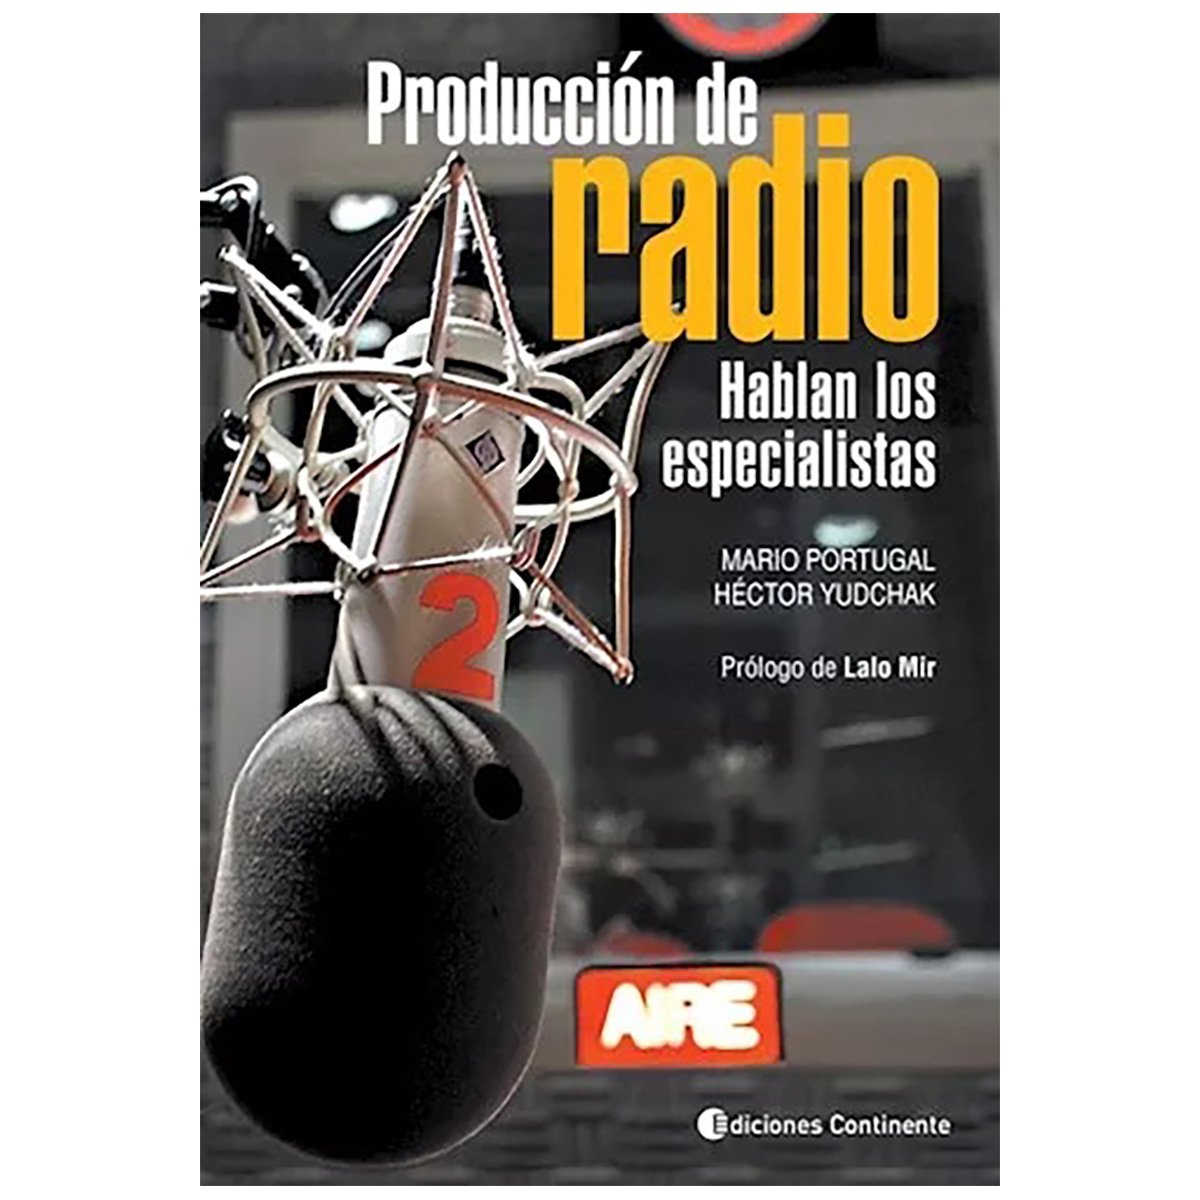 Producción de
radio
Hablan los
especialistas
MARIO PORTUGAL
HÉCTOR YUDCHAK
Prólogo de Lalo Mir
2
AIRE
Ediciones Continente